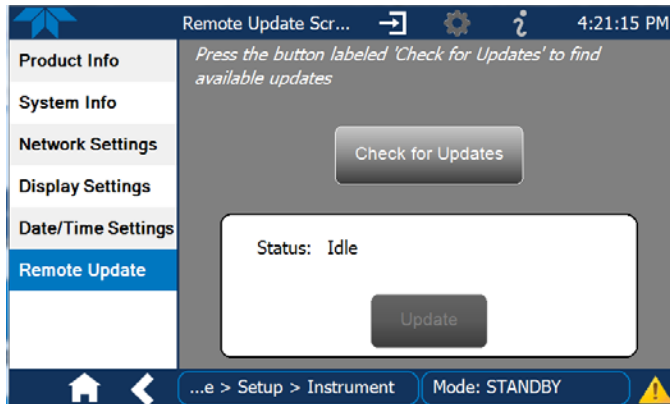 Remote Update Scr... 4:21:15 PM
Product Info
System Info
Network Settings
Display Settings
Date/Time Settings
Remote Update
Press the button labeled 'Check for Updates' to find
available updates
Check for Updates
Status: Idle
Update
...e > Setup > Instrument
Mode: STANDBY